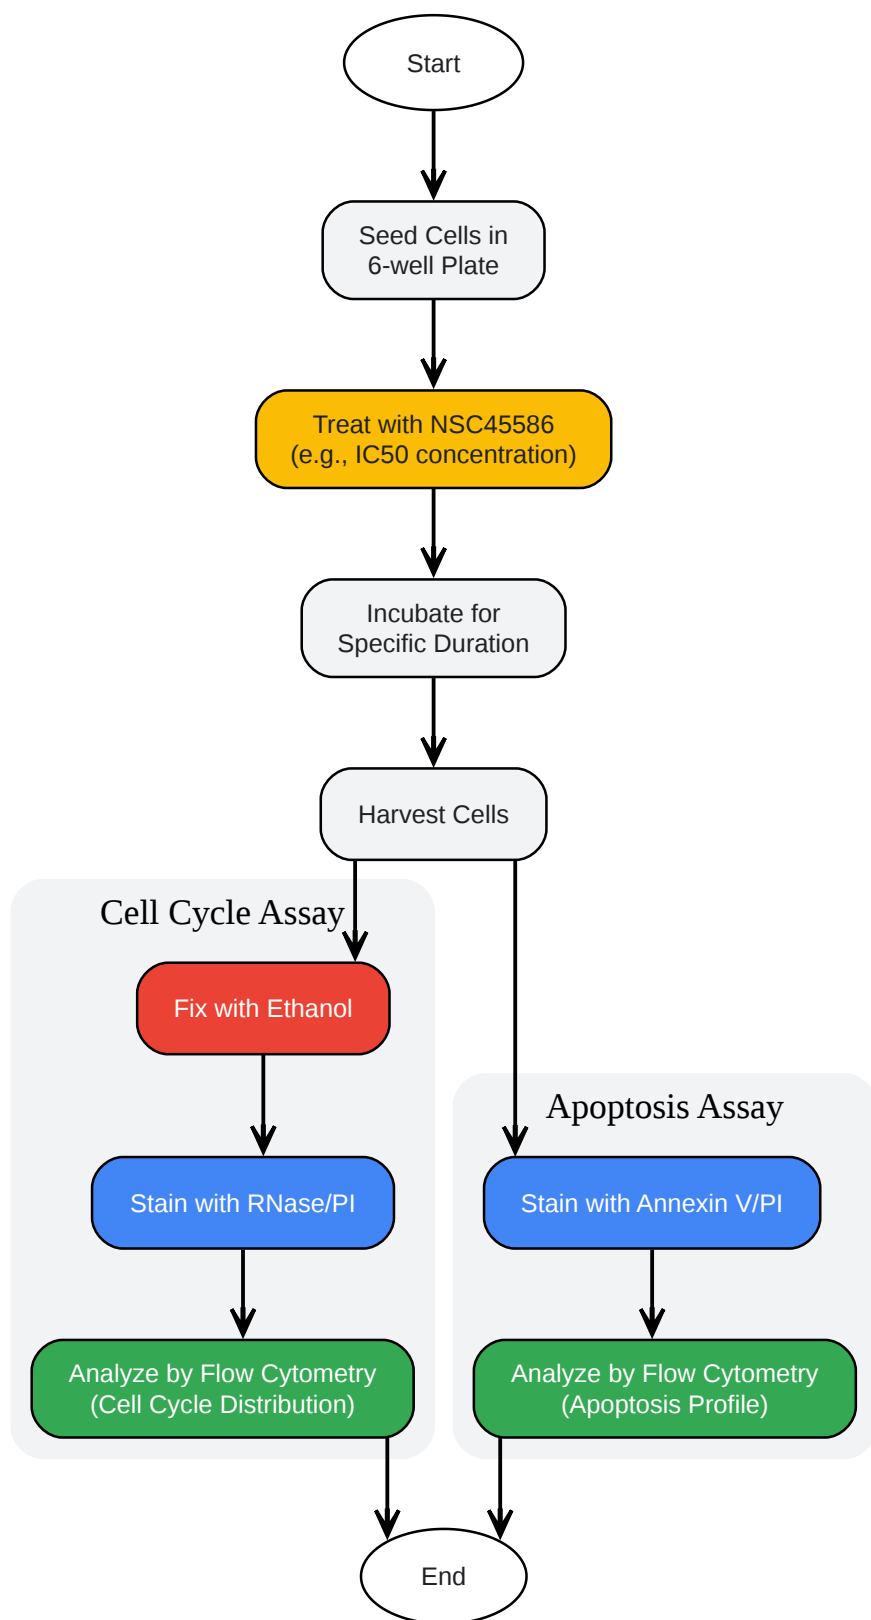 Start
Seed Cells in
6-well Plate
Treat with NSC45586
(e.g., IC50 concentration)
Incubate for
Specific Duration
Harvest Cells
Cell Cycle Assay
Fix with Ethanol
Stain with RNase/PI
Analyze by Flow Cytometry
(Cell Cycle Distribution)
Apoptosis Assay
Stain with Annexin V/PI
Analyze by Flow Cytometry
(Apoptosis Profile)
End